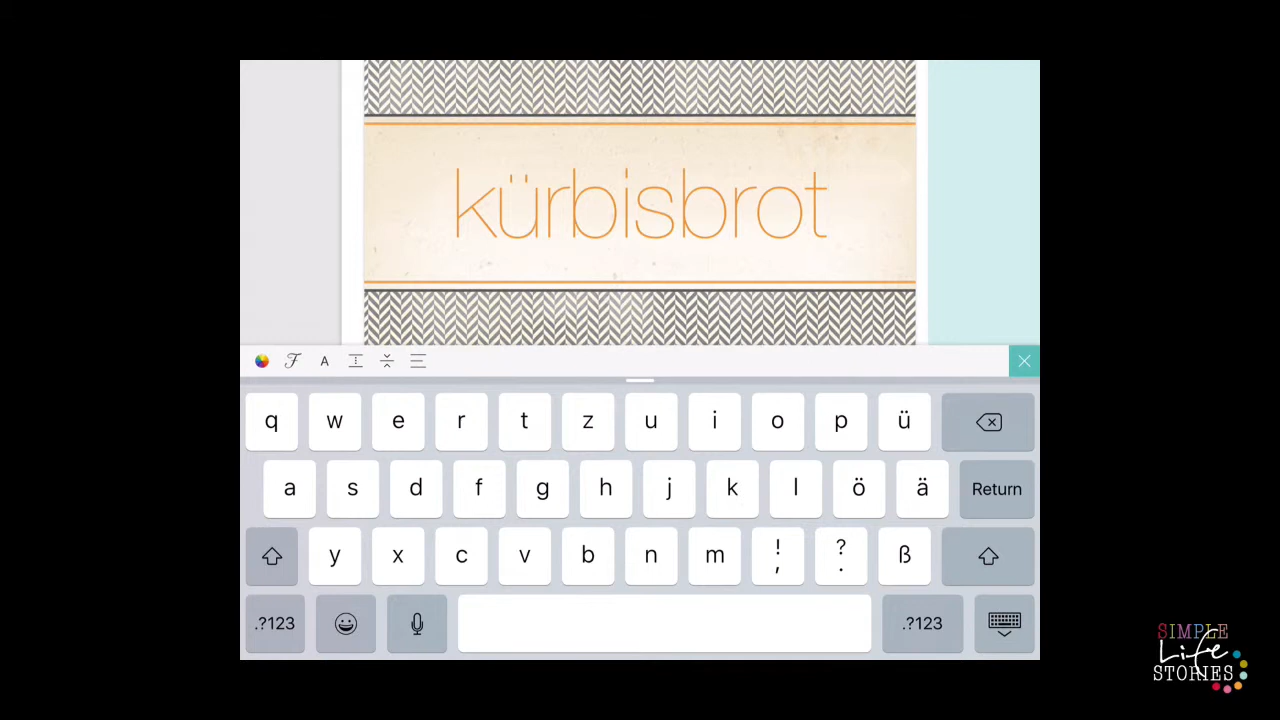 kürbisbrot
A
q w e r t z u i o p ü
a s d f g h j k l ö ä Return
y x c v b n m ! , ? . ß
.?123 .?123
SIMPLE
Life
STORIES